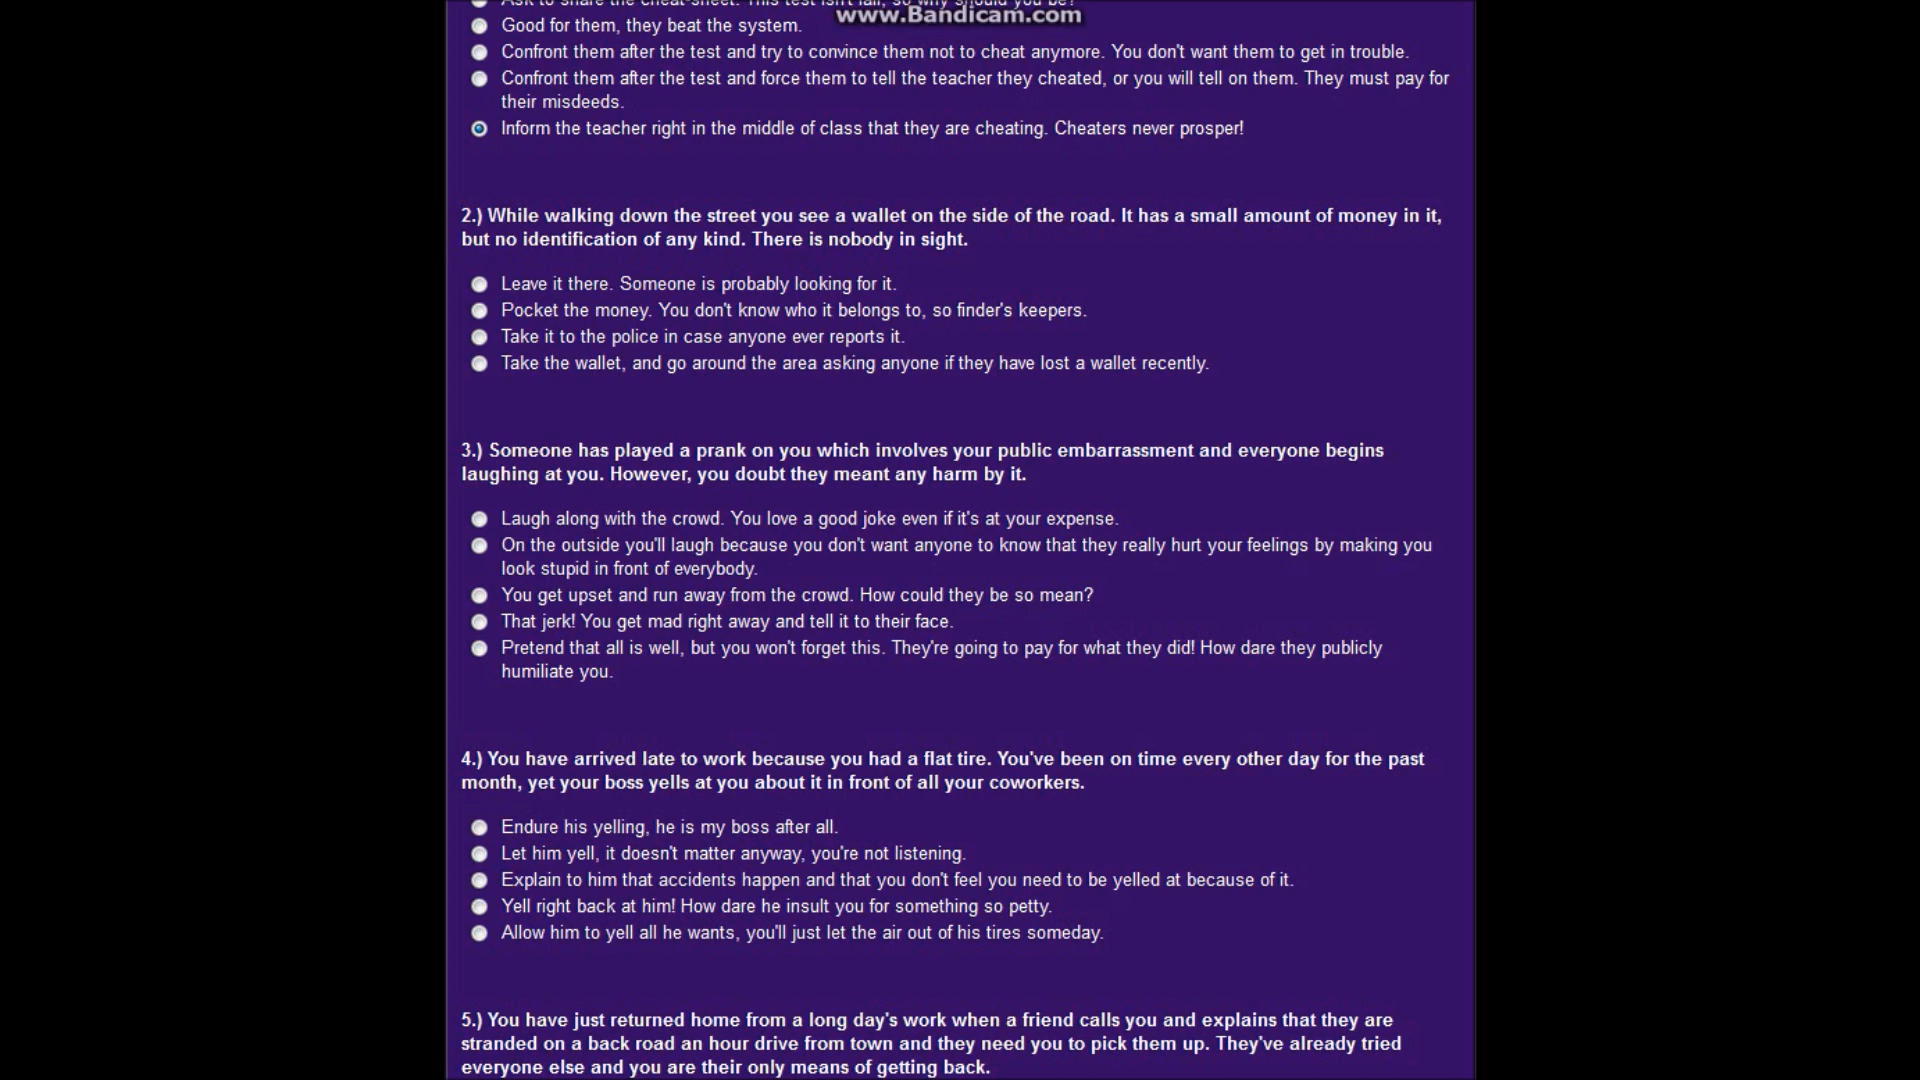 Ask to share the cheat-sheet. This test isn't fair, so why should you be?
www.Bandicam.com
Good for them, they beat the system.
Confront them after the test and try to convince them not to cheat anymore. You don't want them to get in trouble.
Confront them after the test and force them to tell the teacher they cheated, or you will tell on them. They must pay for
their misdeeds.
Inform the teacher right in the middle of class that they are cheating. Cheaters never prosper!
2.) While walking down the street you see a wallet on the side of the road. It has a small amount of money in it,
but no identification of any kind. There is nobody in sight.
Leave it there. Someone is probably looking for it.
Pocket the money. You don't know who it belongs to, so finder's keepers.
Take it to the police in case anyone ever reports it.
Take the wallet, and go around the area asking anyone if they have lost a wallet recently.
3.) Someone has played a prank on you which involves your public embarrassment and everyone begins
laughing at you. However, you doubt they meant any harm by it.
Laugh along with the crowd. You love a good joke even if it's at your expense.
On the outside you'll laugh because you don't want anyone to know that they really hurt your feelings by making you
look stupid in front of everybody.
You get upset and run away from the crowd. How could they be so mean?
That jerk! You get mad right away and tell it to their face.
Pretend that all is well, but you won't forget this. They're going to pay for what they did! How dare they publicly
humiliate you.
4.) You have arrived late to work because you had a flat tire. You've been on time every other day for the past
month, yet your boss yells at you about it in front of all your coworkers.
Endure his yelling, he is my boss after all.
Let him yell, it doesn't matter anyway, you're not listening.
Explain to him that accidents happen and that you don't feel you need to be yelled at because of it.
Yell right back at him! How dare he insult you for something so petty.
Allow him to yell all he wants, you'll just let the air out of his tires someday.
5.) You have just returned home from a long day's work when a friend calls you and explains that they are
stranded on a back road an hour drive from town and they need you to pick them up. They've already tried
everyone else and you are their only means of getting back.